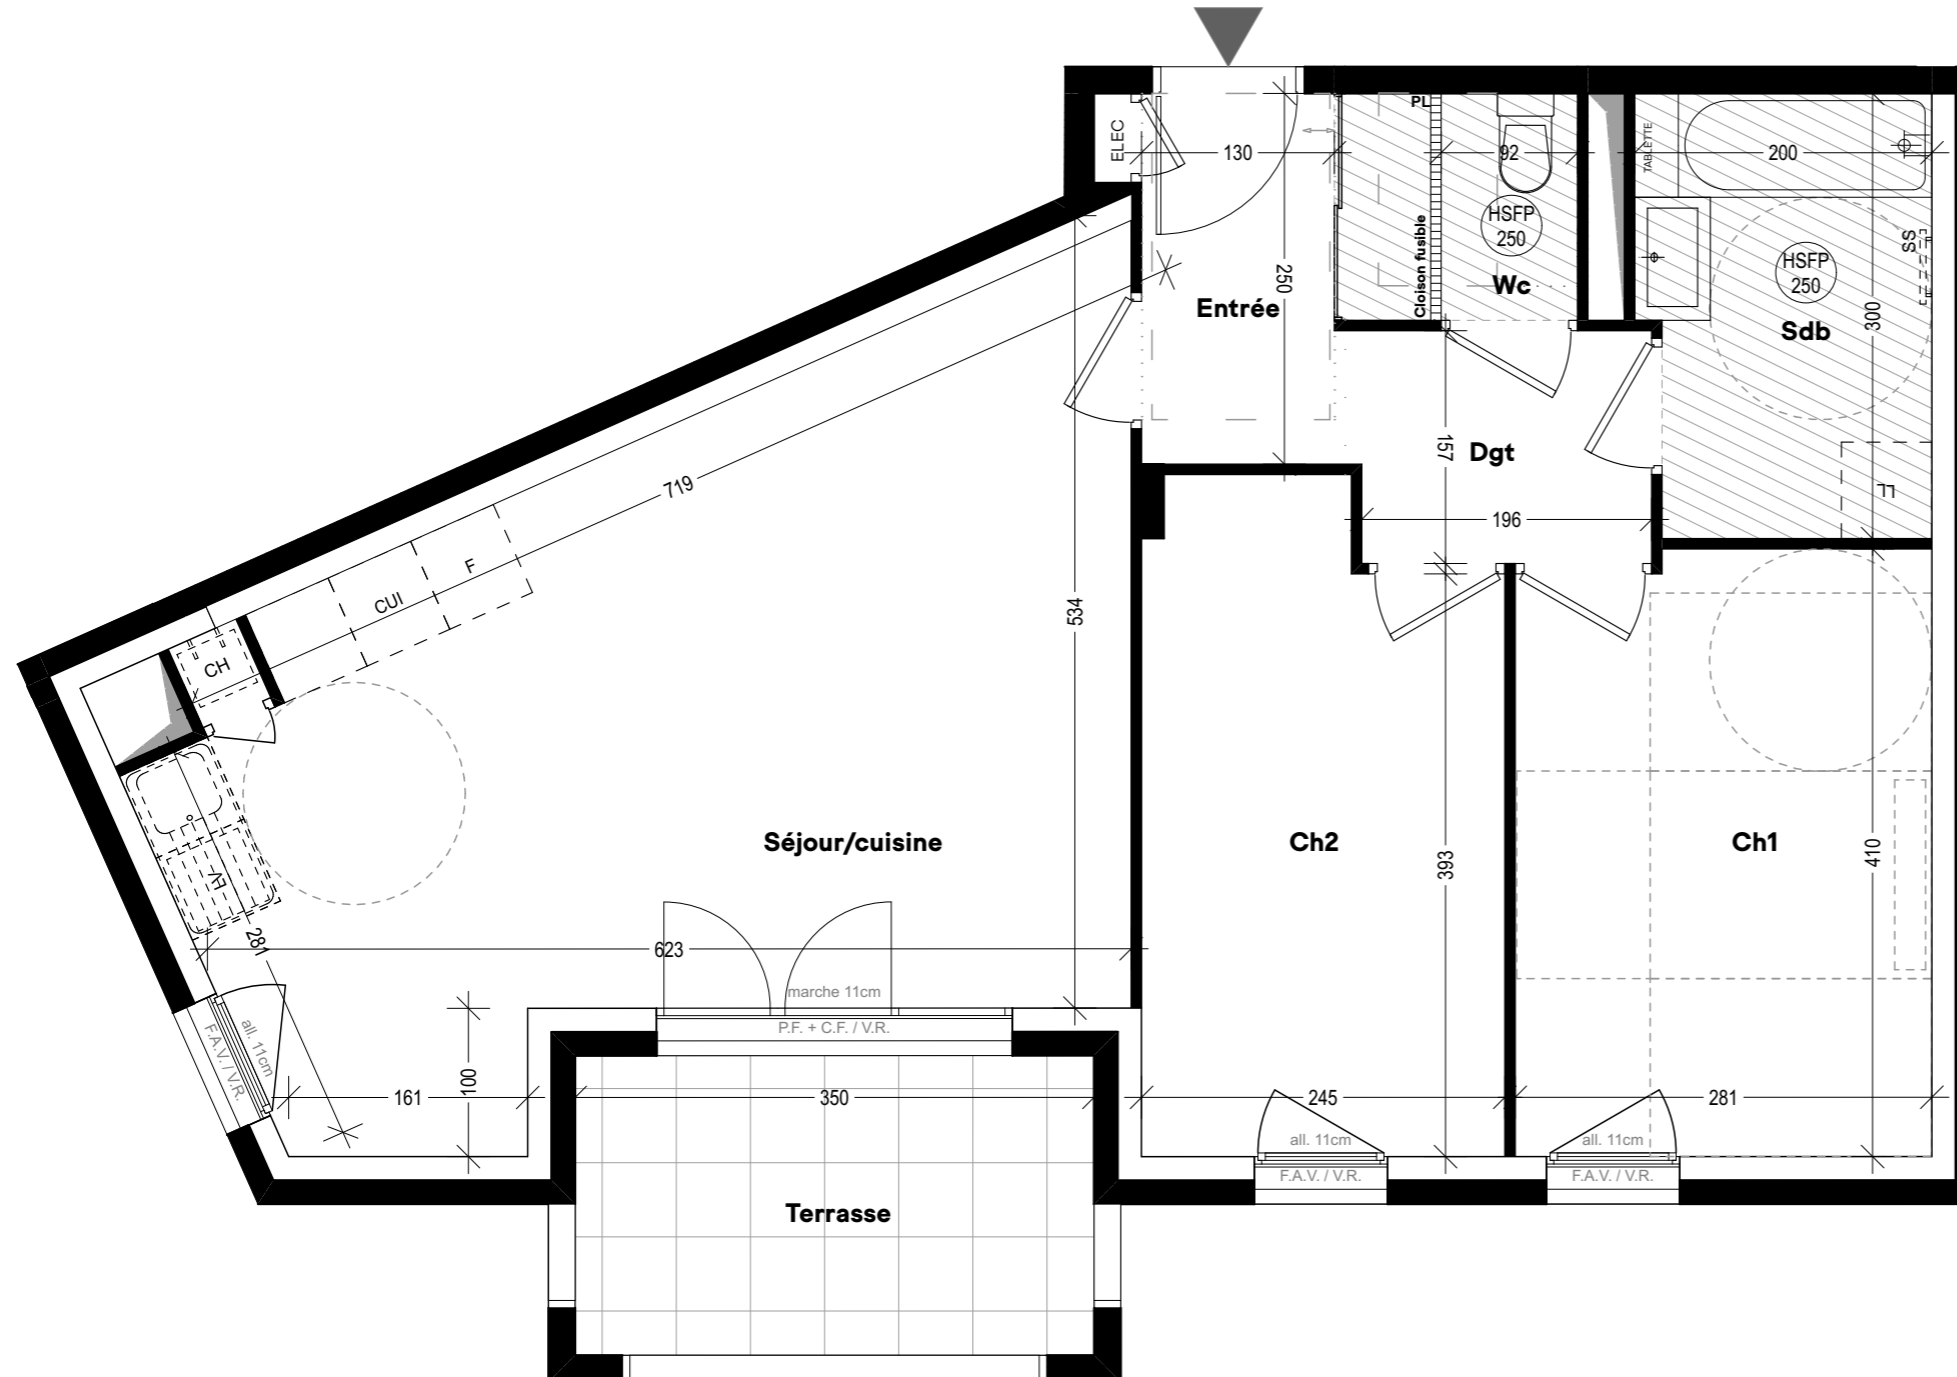 PL
ELEC
130
92
TABLETTE
200
HSFP
250
SS
HSFP
250
Cloison fusible
250
Wc
Entrée
300
Sdb
157
Dgt
719
LL
196
F
CUI
534
CH
Séjour/cuisine
Ch2
Ch1
393
410
LV
281
623
marche 11cm
P.F. + C.F. / V.R.
all. 11cm
F.A.V. / V.R.
161
100
350
245
281
all. 11cm
all. 11cm
F.A.V. / V.R.
F.A.V. / V.R.
Terrasse